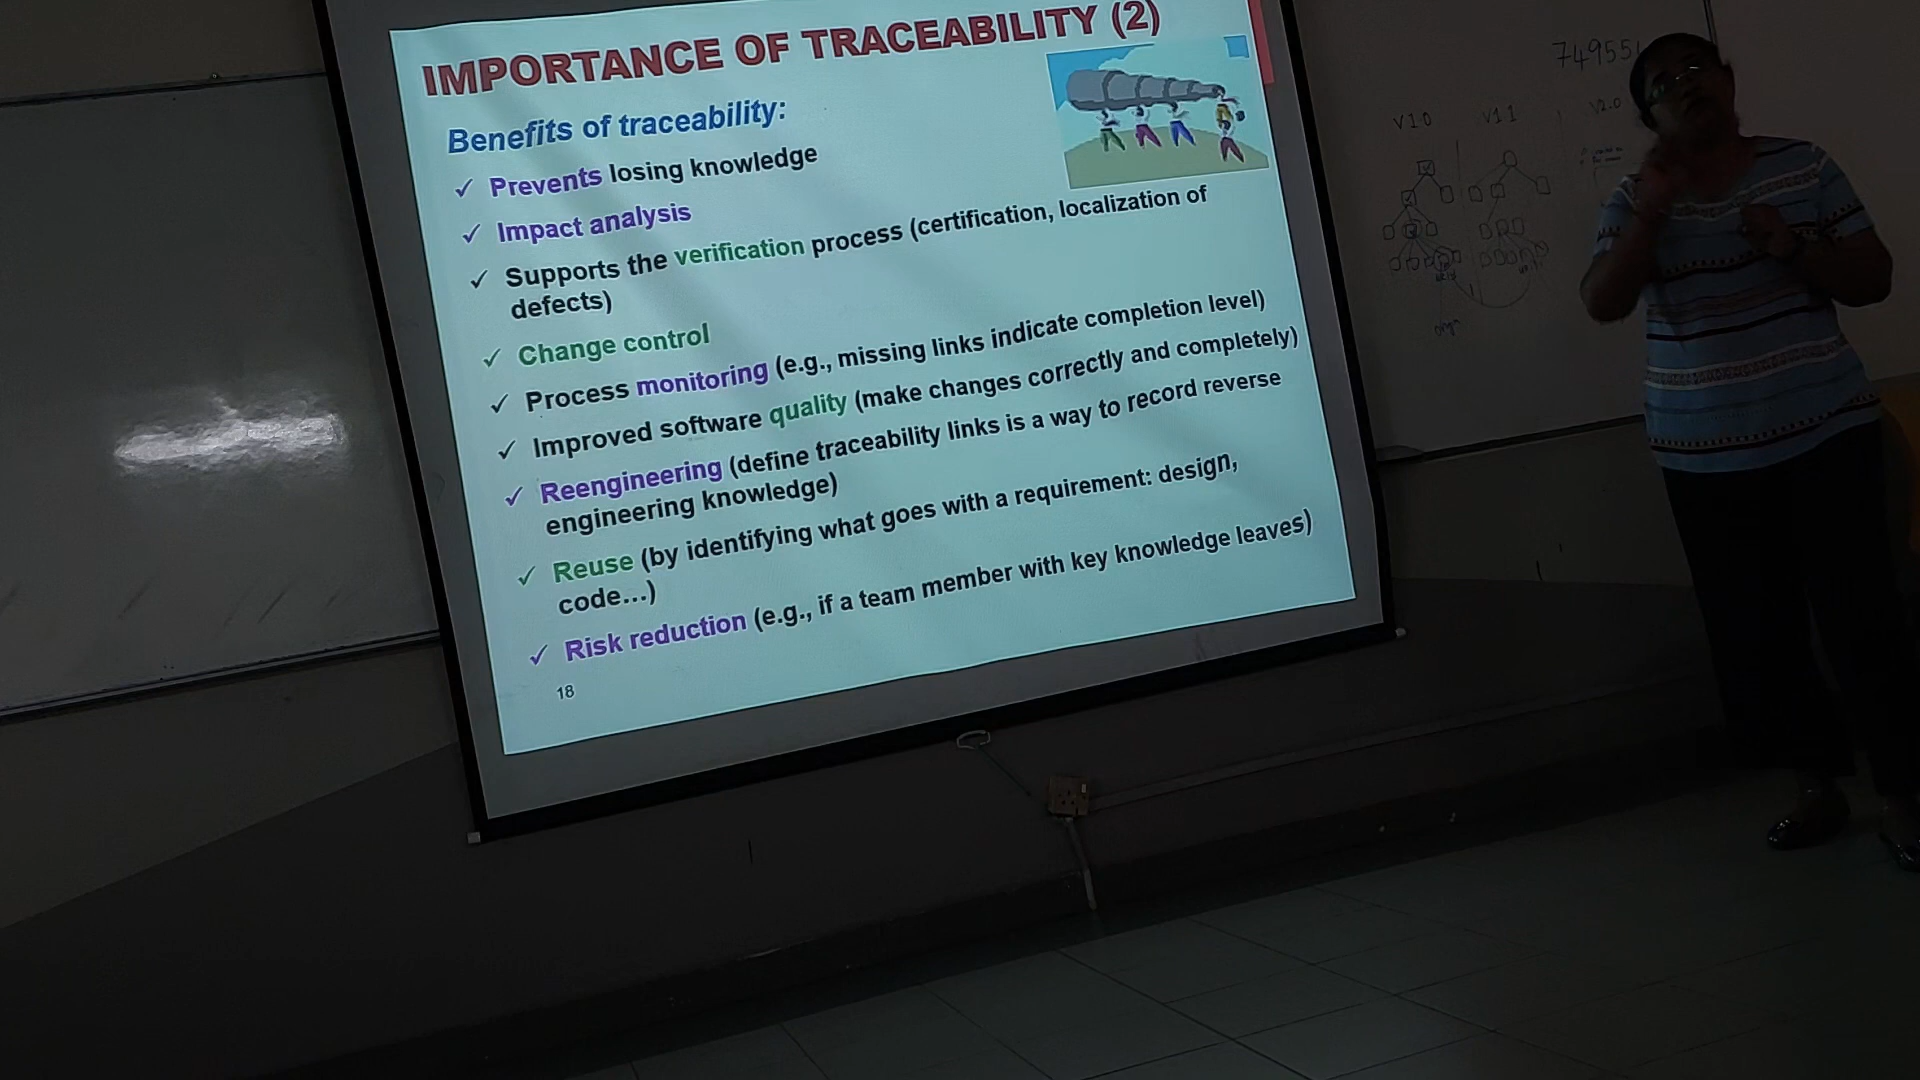 IMPORTANCE OF TRACEABILITY (2)
Benefits of traceability:
✓ Prevents losing knowledge
✓ Impact analysis
✓ Supports the verification process (certification, localization of
defects)
✓ Change control
✓ Process monitoring (e.g., missing links indicate completion level)
✓ Improved software quality (make changes correctly and completely)
✓ Reengineering (define traceability links is a way to record reverse
engineering knowledge)
✓ Reuse (by identifying what goes with a requirement: design,
code...)
✓ Risk reduction (e.g., if a team member with key knowledge leaves)
18
V1.0 V1.1 V2.0